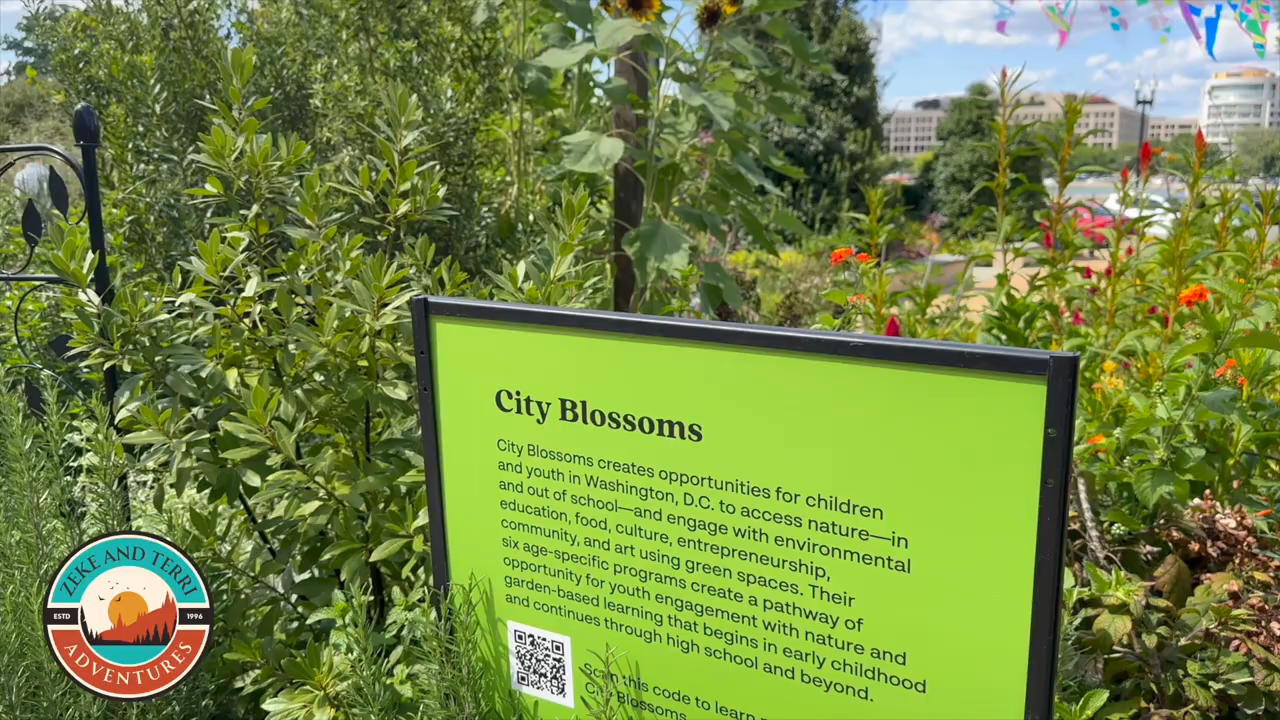 City Blossoms
City Blossoms creates opportunities for children
and youth in Washington, D.C. to access nature—in
and out of school—and engage with environmental
education, food, culture, entrepreneurship,
community, and art using green spaces. Their
six age-specific programs create a pathway of
opportunity for youth engagement with nature and
garden-based learning that begins in early childhood
and continues through high school and beyond.
Scan this code to learn
City Blossoms
ZEKE AND TERRI
ESTD 1996
ADVENTURES